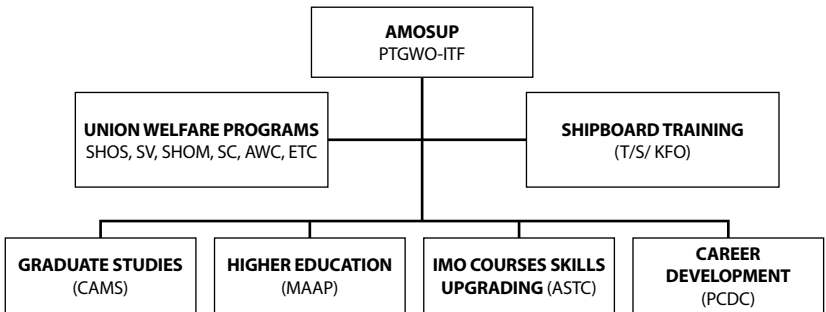 AMOSUP
PTGWO-ITF
UNION WELFARE PROGRAMS
SHOS, SV, SHOM, SC, AWC, ETC
SHIPBOARD TRAINING
(T/S/ KFO)
GRADUATE STUDIES
(CAMS)
HIGHER EDUCATION
(MAAP)
IMO COURSES SKILLS
UPGRADING (ASTC)
CAREER
DEVELOPMENT
(PCDC)